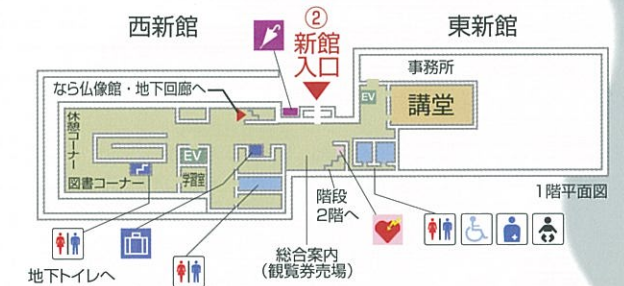 西新館
②
新館
入口
東新館
事務所
なら仏像館・地下回廊へ
EV
講堂
休憩コーナー
EV
図書コーナー
学習室
1階平面図
階段
2階へ
総合案内
(観覧券売場)
地下トイレへ